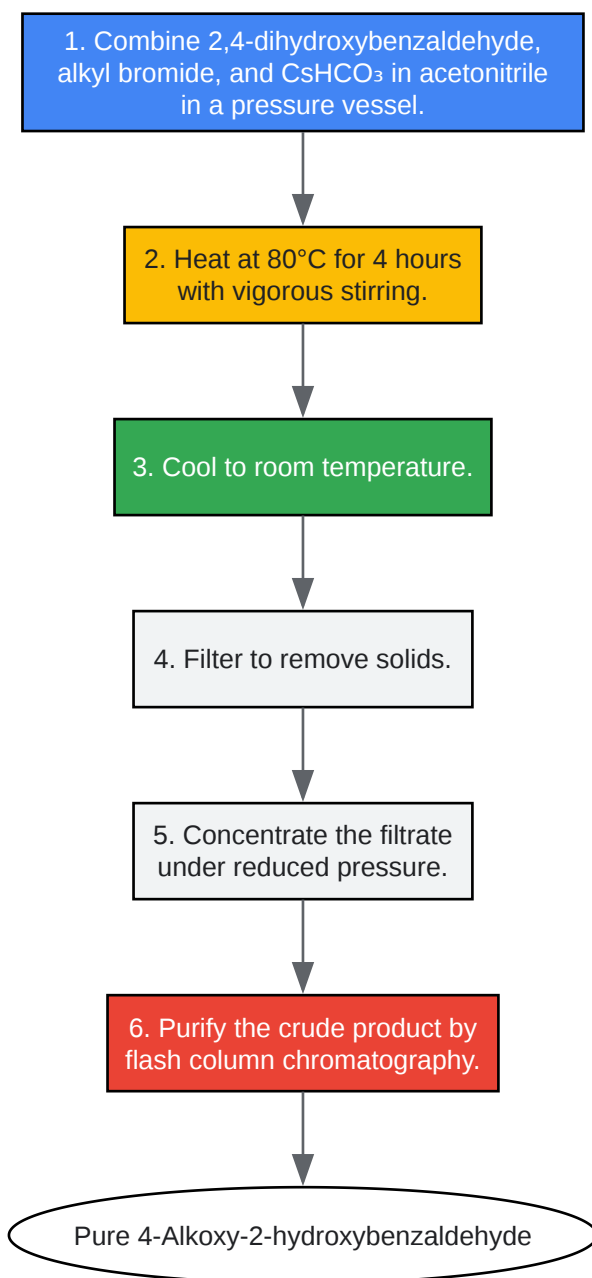 1. Combine 2,4-dihydroxybenzaldehyde,
alkyl bromide, and CsHCO₃ in acetonitrile
in a pressure vessel.
2. Heat at 80°C for 4 hours
with vigorous stirring.
3. Cool to room temperature.
4. Filter to remove solids.
5. Concentrate the filtrate
under reduced pressure.
6. Purify the crude product by
flash column chromatography.
Pure 4-Alkoxy-2-hydroxybenzaldehyde